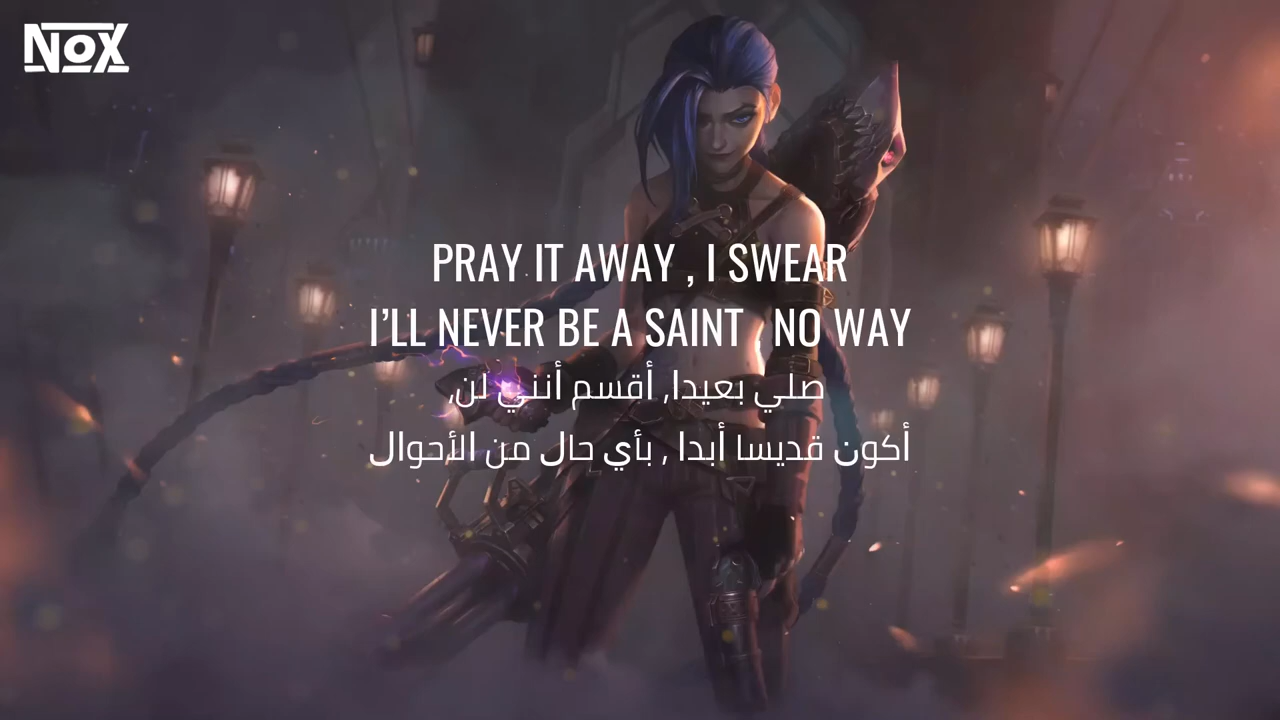 NOX
PRAY IT AWAY , I SWEAR
I'LL NEVER BE A SAINT , NO WAY
صلي بعيدا, أقسم أنني لن,
أكون قديسا أبدا , بأي حال من الأحوال